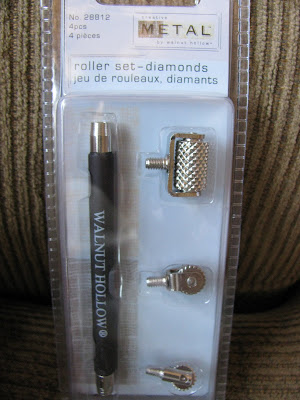 No. 28812
4pcs
4 pièces
creative
METAL
by walnut hollow
roller set–diamonds
jeu de rouleaux, diamants
WALNUT HOLLOW®